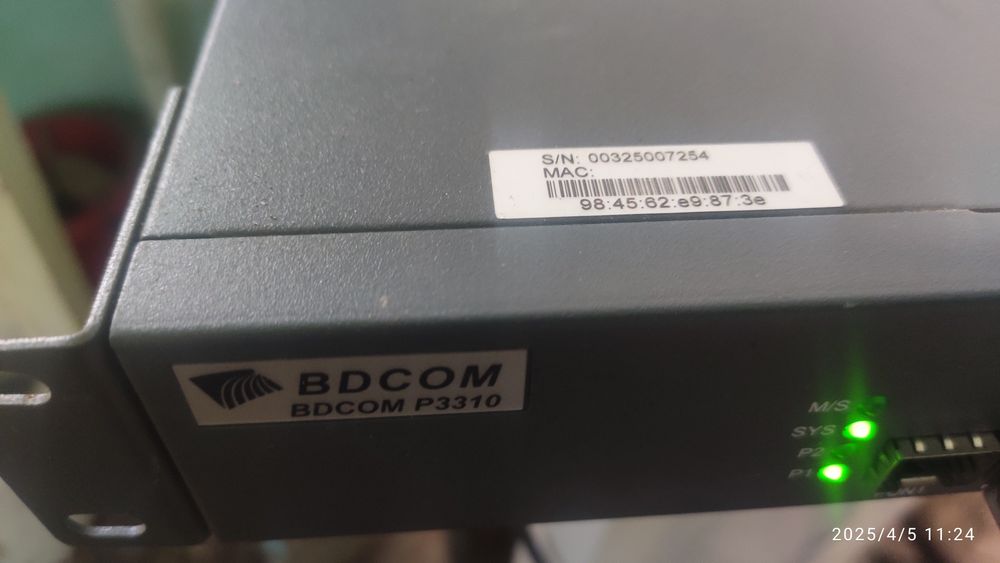 S/N: 00325007254
MAC:
98:45:62:e9:87:3e
BDCOM
BDCOM P3310
M/S
SYS
P2
P1
2025/4/5 11:24